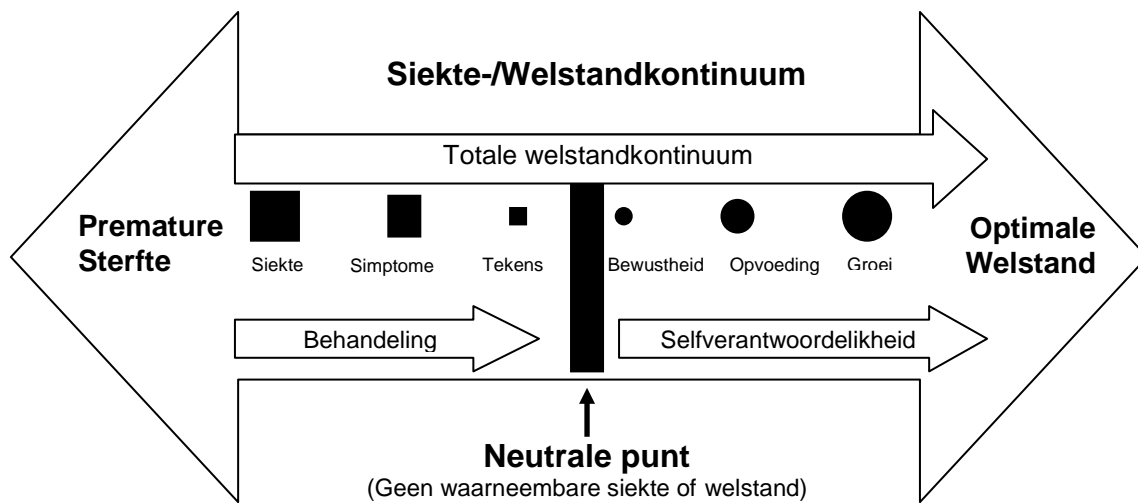 Siekte-/Welstandkontinuum
Totale welstandkontinuum
Premature
Sterfte
Siekte
Simptome
Tekens
Bewustheid
Opvoeding
Groei
Optimale
Welstand
Behandeling
Selfverantwoordelikheid
Neutrale punt
(Geen waarneembare siekte of welstand)